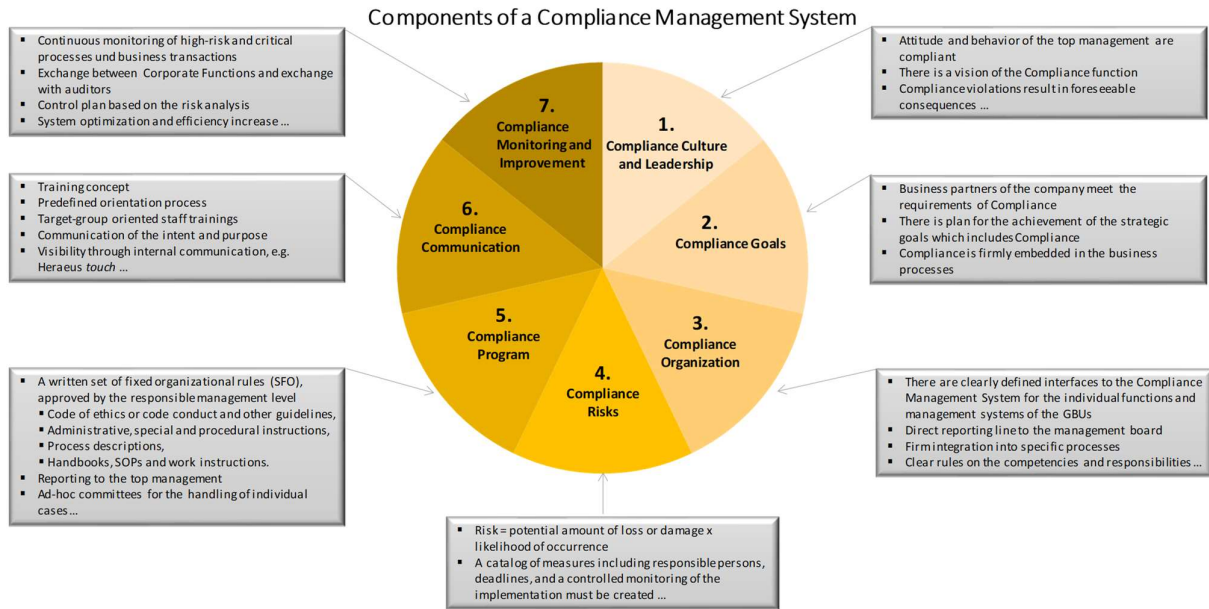 Components of a Compliance Management System
▪ Continuous monitoring of high-risk and critical
processes und business transactions
▪ Exchange between Corporate Functions and exchange
with auditors
▪ Control plan based on the risk analysis
▪ System optimization and efficiency increase …
▪ Training concept
▪ Predefined orientation process
▪ Target-group oriented staff trainings
▪ Communication of the intent and purpose
▪ Visibility through internal communication, e.g.
Heraeus touch …
▪ A written set of fixed organizational rules (SFO),
approved by the responsible management level
▪ Code of ethics or code conduct and other guidelines,
▪ Administrative, special and procedural instructions,
▪ Process descriptions,
▪ Handbooks, SOPs and work instructions.
▪ Reporting to the top management
▪ Ad-hoc committees for the handling of individual
cases …
7.
Compliance
Monitoring and
Improvement
1.
Compliance Culture
and Leadership
6.
Compliance
Communication
2.
Compliance Goals
5.
Compliance
Program
3.
Compliance
Organization
4.
Compliance
Risks
▪ Attitude and behavior of the top management are
compliant
▪ There is a vision of the Compliance function
▪ Compliance violations result in foreseeable
consequences …
▪ Business partners of the company meet the
requirements of Compliance
▪ There is plan for the achievement of the strategic
goals which includes Compliance
▪ Compliance is firmly embedded in the business
processes
▪ There are clearly defined interfaces to the Compliance
Management System for the individual functions and
management systems of the GBUs
▪ Direct reporting line to the management board
▪ Firm integration into specific processes
▪ Clear rules on the competencies and responsibilities …
▪ Risk = potential amount of loss or damage x
likelihood of occurrence
▪ A catalog of measures including responsible persons,
deadlines, and a controlled monitoring of the
implementation must be created …